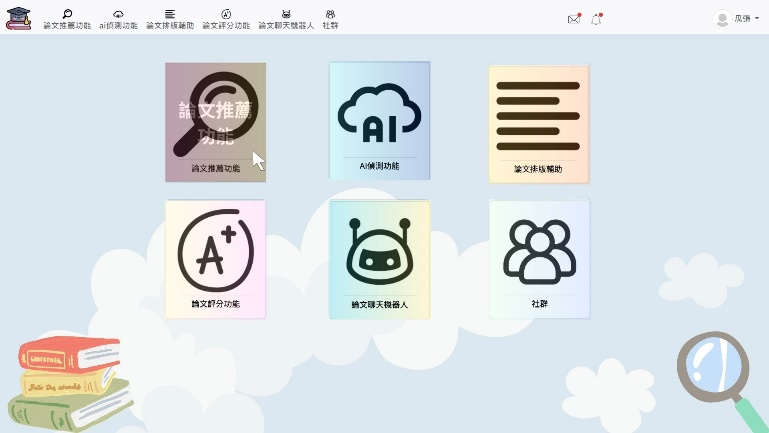 論文推薦功能
ai偵測功能
論文排版輔助
論文評分功能
論文聊天機器人
社群
瓜張
論文推薦
功能
論文推薦功能
AI
AI偵測功能
論文排版輔助
A+
論文評分功能
論文聊天機器人
社群